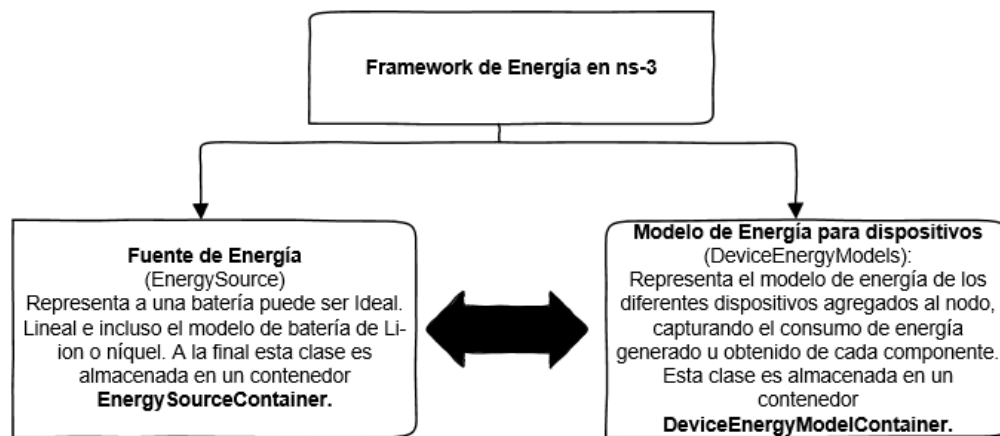 Framework de Energía en ns-3
Fuente de Energía
(EnergySource)
Representa a una batería puede ser Ideal.
Lineal e incluso el modelo de batería de Li-
ion o níquel. A la final esta clase es
almacenada en un contenedor
EnergySourceContainer.
Modelo de Energía para dispositivos
(DeviceEnergyModels):
Representa el modelo de energía de los
diferentes dispositivos agregados al nodo,
capturando el consumo de energía
generado u obtenido de cada componente.
Esta clase es almacenada en un
contenedor
DeviceEnergyModelContainer.